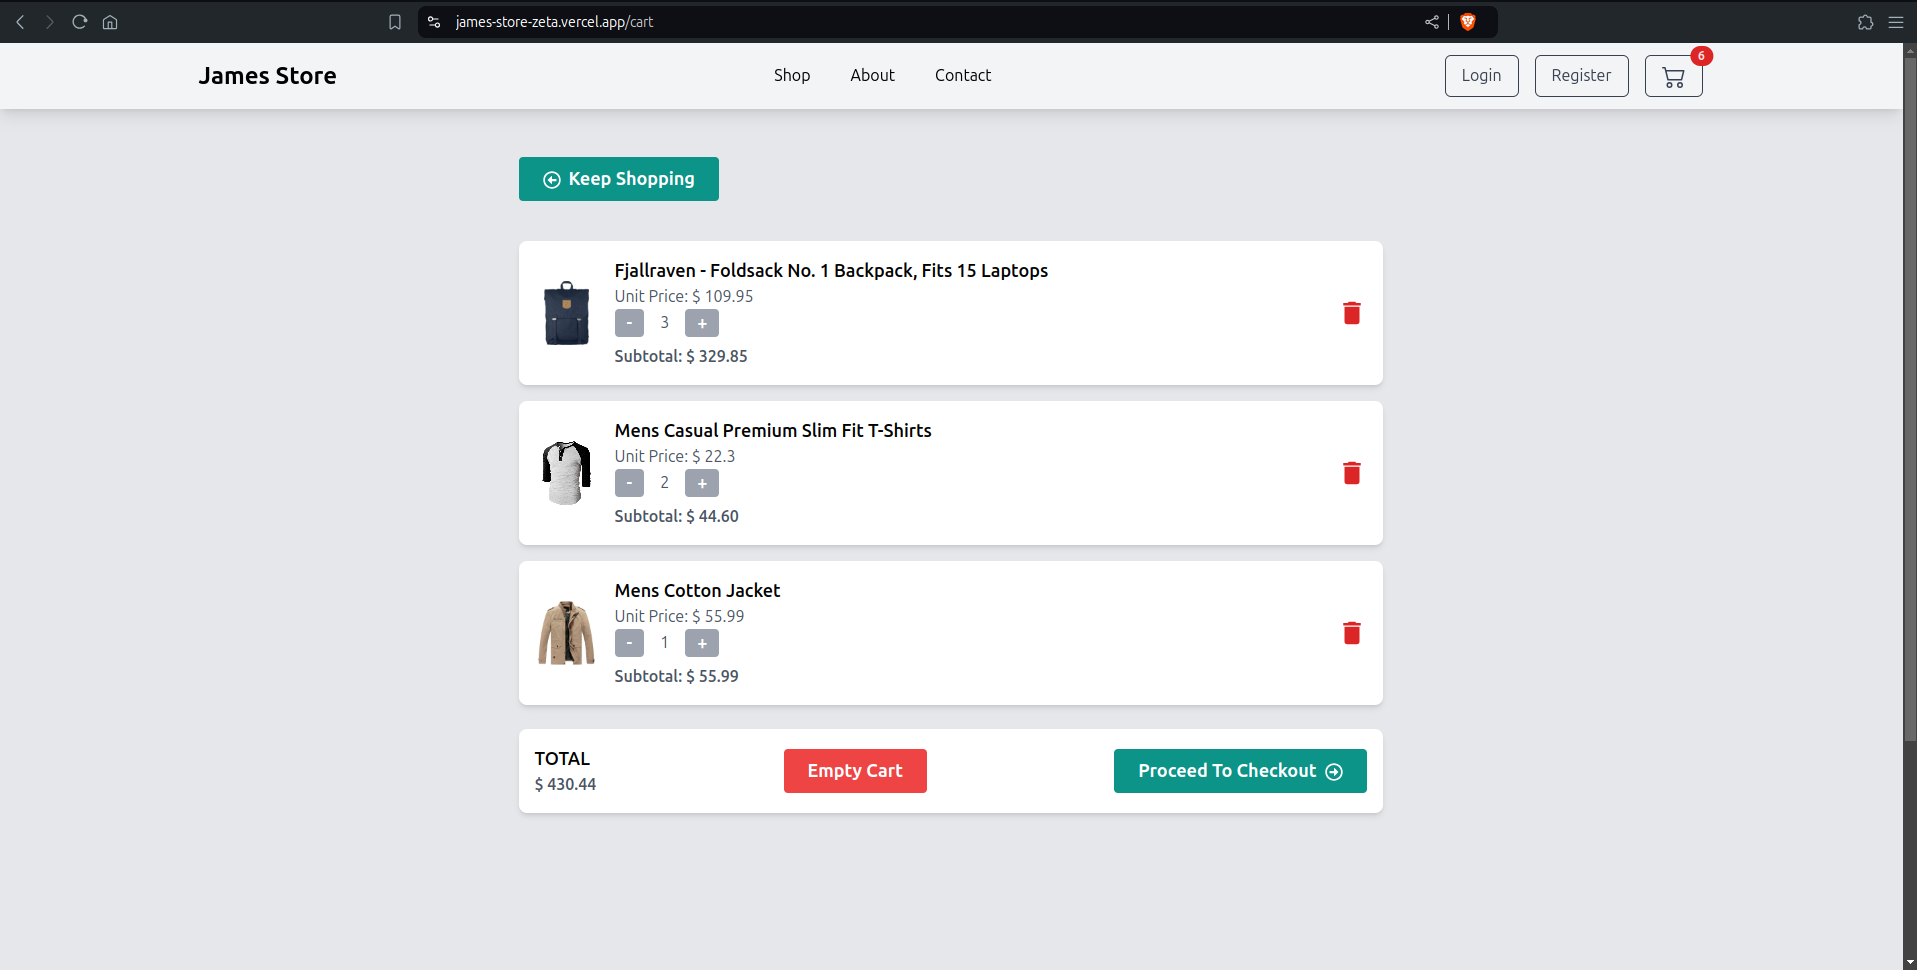 james-store-zeta.vercel.app/cart
James Store
Shop About Contact
Login Register 6
Keep Shopping
Fjallraven - Foldsack No. 1 Backpack, Fits 15 Laptops
Unit Price: $ 109.95
- 3 +
Subtotal: $ 329.85
Mens Casual Premium Slim Fit T-Shirts
Unit Price: $ 22.3
- 2 +
Subtotal: $ 44.60
Mens Cotton Jacket
Unit Price: $ 55.99
- 1 +
Subtotal: $ 55.99
TOTAL
$ 430.44
Empty Cart
Proceed To Checkout